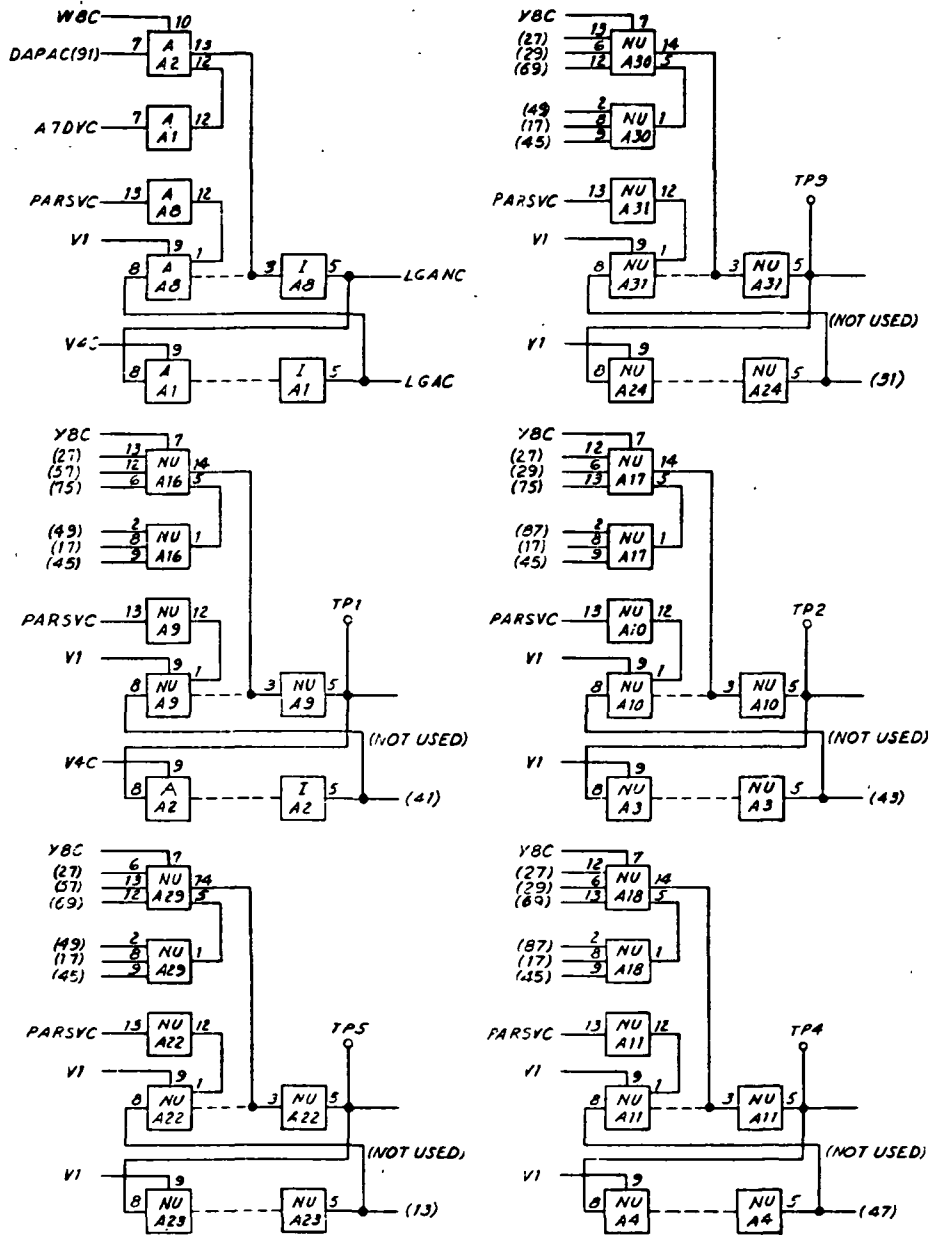 W8C
10
7
A
13
DAPAC(91)
A2
12
7
A
12
A7DVC
A1
13
A
12
PARSVC
A8
V1
9
1
8
A
3
I
5
LGANC
A8
A8
V4C
9
8
A
I
5
LGAC
A1
A1
Y8C
7
(27)
13
NU
14
(29)
6
A30
5
(69)
12
(49)
2
NU
1
(17)
8
A30
(45)
9
PARSVC
13
NU
12
A31
TP9
V1
9
1
8
NU
3
NU
5
A31
A31
(NOT USED)
V1
9
8
NU
NU
5
(31)
A24
A24
Y8C
7
(27)
13
NU
14
(57)
12
A16
5
(75)
6
(49)
2
NU
1
(17)
8
A16
(45)
9
PARSVC
13
NU
12
A9
TP1
V1
9
1
8
NU
3
NU
5
A9
A9
(NOT USED)
V4C
9
8
A
I
5
(41)
A2
A2
Y8C
7
(27)
12
NU
14
(29)
6
A17
5
(75)
13
(87)
2
NU
1
(17)
8
A17
(45)
9
PARSVC
13
NU
12
A10
TP2
V1
9
1
8
NU
3
NU
5
A10
A10
(NOT USED)
V1
9
8
NU
NU
5
(43)
A3
A3
Y8C
7
(27)
6
NU
14
(57)
13
A29
5
(69)
12
(49)
2
NU
1
(17)
8
A29
(45)
9
PARSVC
13
NU
12
A22
TP5
V1
9
1
8
NU
3
NU
5
A22
A22
(NOT USED)
V1
9
8
NU
NU
5
(13)
A23
A23
Y8C
7
(27)
12
NU
14
(29)
6
A18
5
(69)
13
(87)
2
NU
1
(17)
8
A18
(45)
9
PARSVC
13
NU
12
A11
TP4
V1
9
1
8
NU
3
NU
5
A11
A11
(NOT USED)
V1
9
8
NU
NU
5
(47)
A4
A4